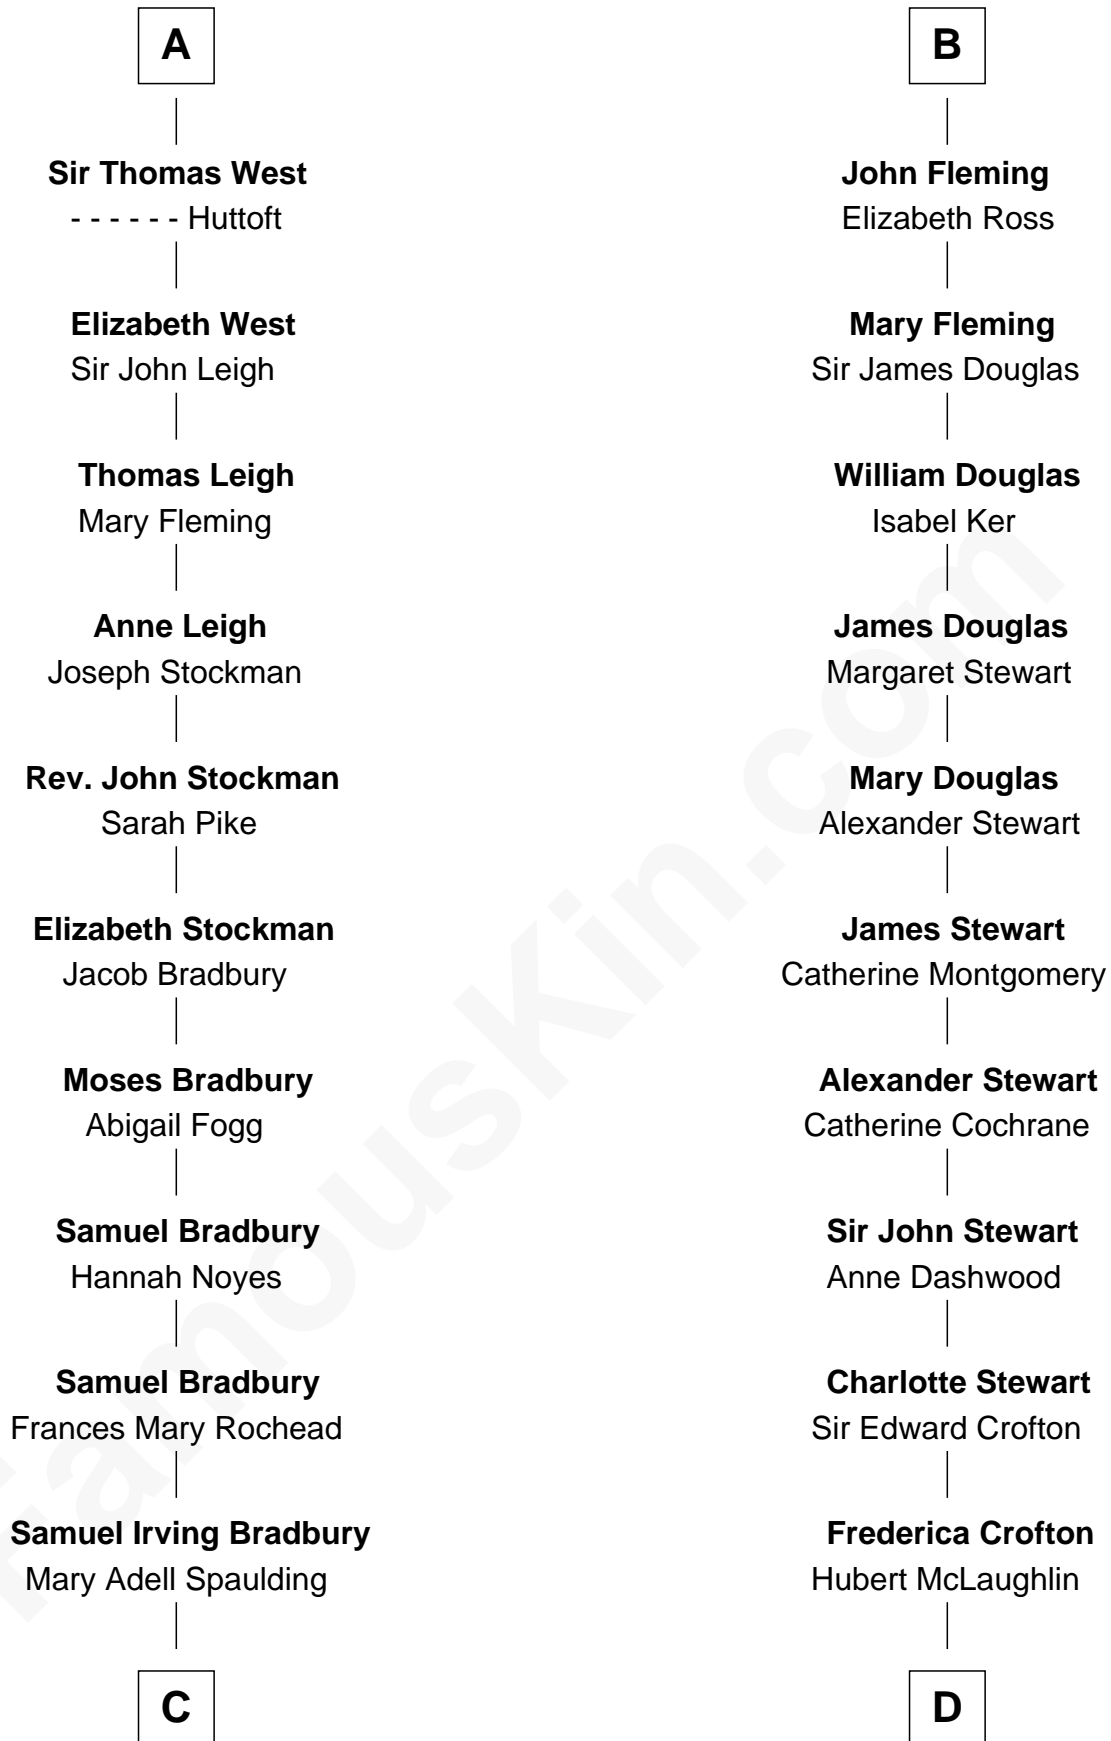 A
Sir Thomas West
- - - - - - Huttoft
Elizabeth West
Sir John Leigh
Thomas Leigh
Mary Fleming
Anne Leigh
Joseph Stockman
Rev. John Stockman
Sarah Pike
Elizabeth Stockman
Jacob Bradbury
Moses Bradbury
Abigail Fogg
Samuel Bradbury
Hannah Noyes
Samuel Bradbury
Frances Mary Rochead
Samuel Irving Bradbury
Mary Adell Spaulding
C
B
John Fleming
Elizabeth Ross
Mary Fleming
Sir James Douglas
William Douglas
Isabel Ker
James Douglas
Margaret Stewart
Mary Douglas
Alexander Stewart
James Stewart
Catherine Montgomery
Alexander Stewart
Catherine Cochrane
Sir John Stewart
Anne Dashwood
Charlotte Stewart
Sir Edward Crofton
Frederica Crofton
Hubert McLaughlin
D
FamousKin.com